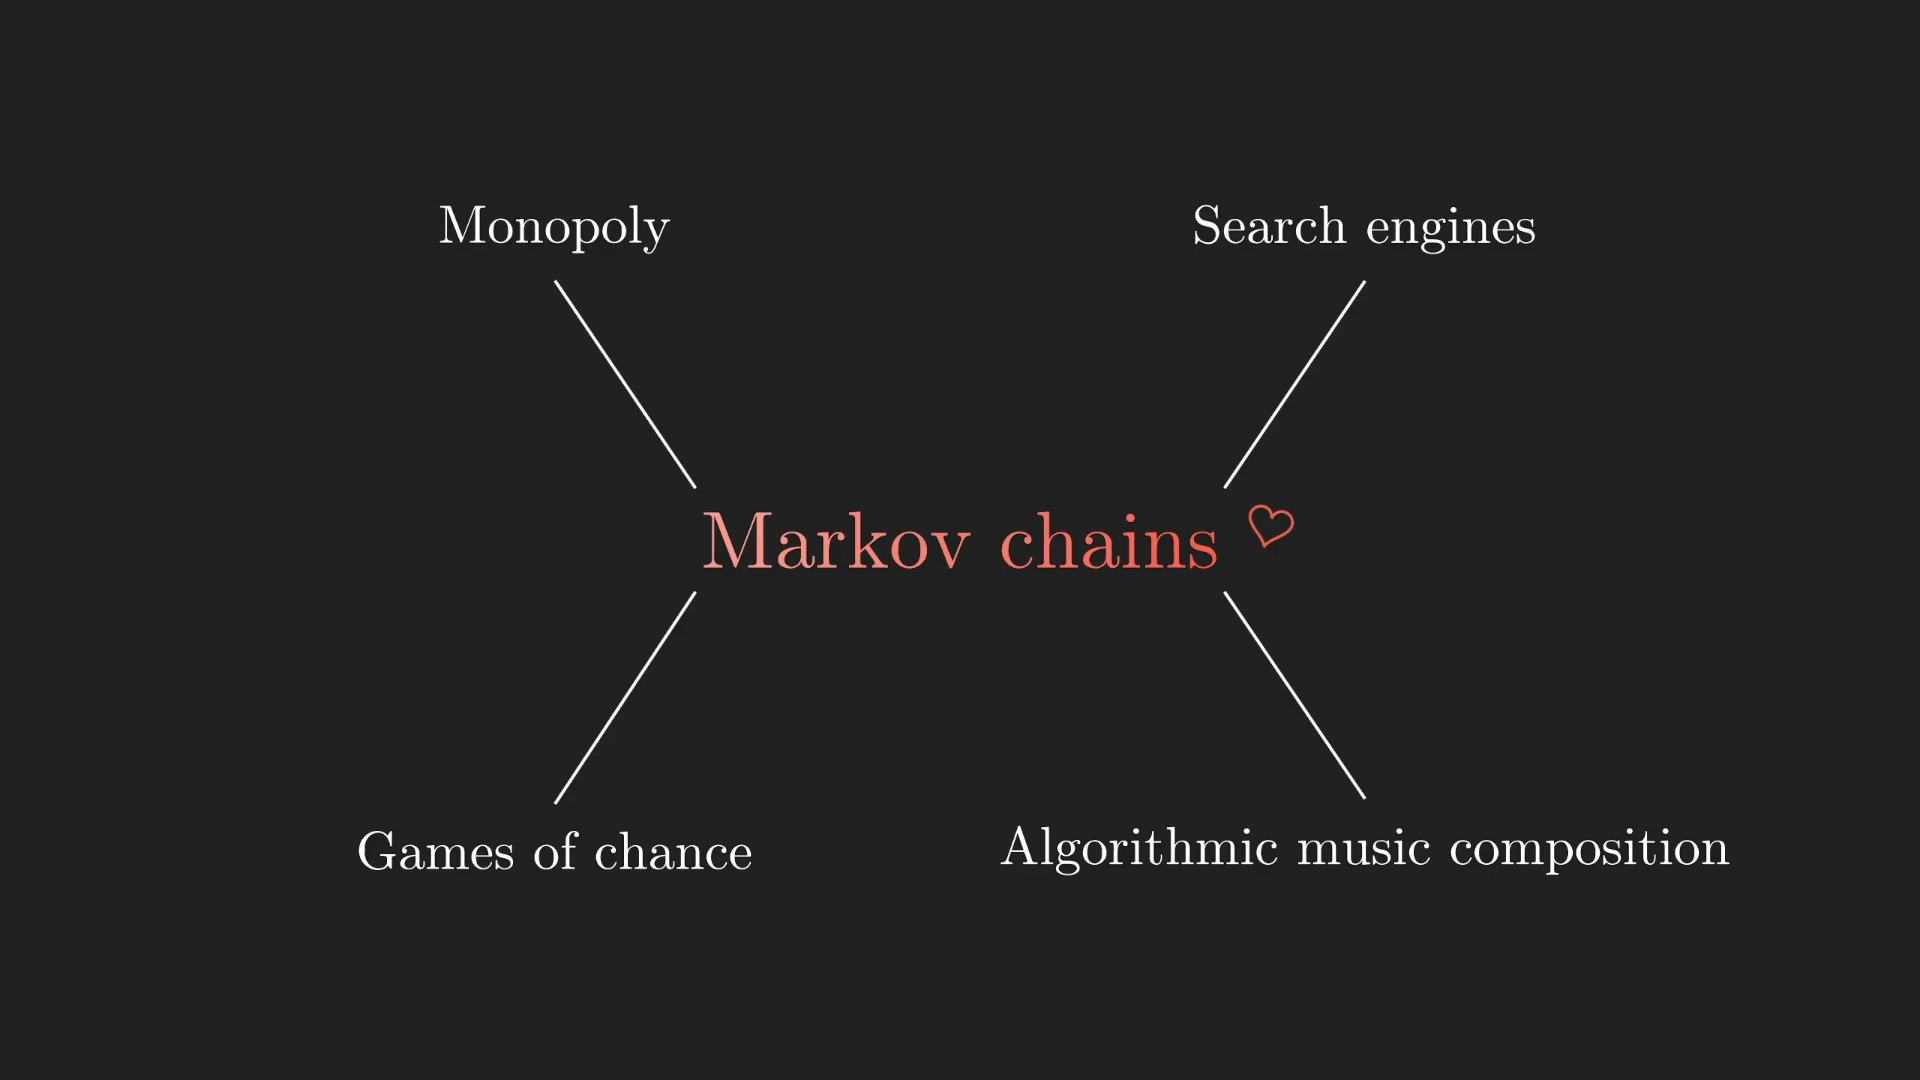 Monopoly
Search engines
Markov chains ♡
Games of chance
Algorithmic music composition